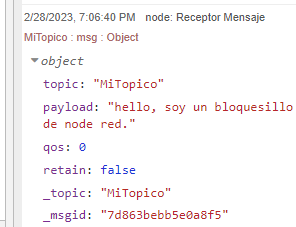 2/28/2023, 7:06:40 PM node: Receptor Mensaje
MiTopico : msg : Object
object
topic: "MiTopico"
payload: "hello, soy un bloquesillo
de node red."
qos: 0
retain: false
_topic: "MiTopico"
_msgid: "7d863bebb5e0a8f5"